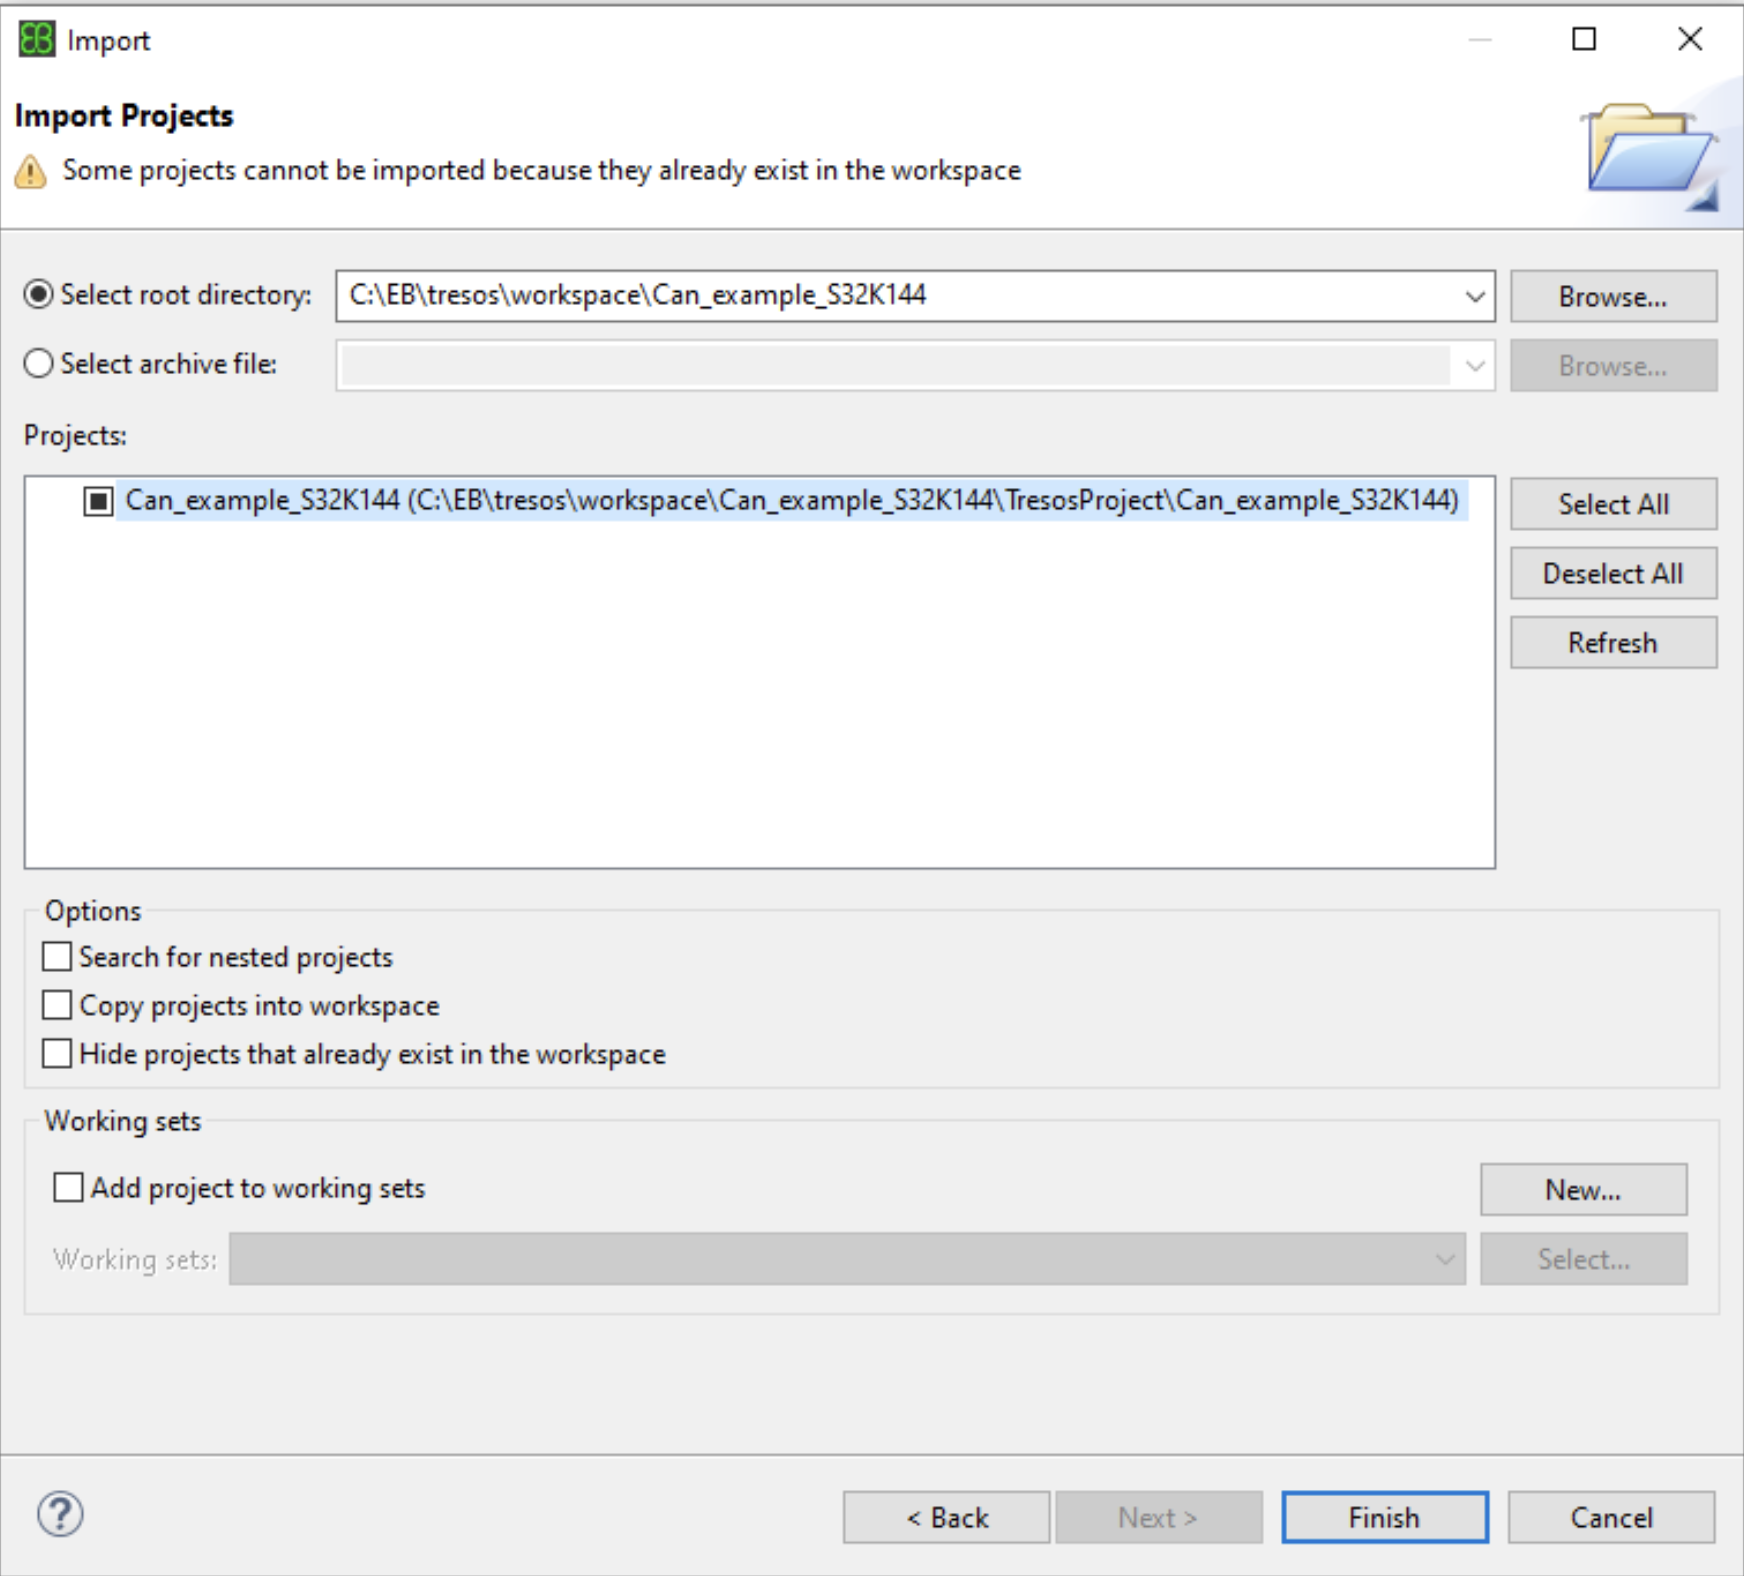 EB Import
Import Projects
Some projects cannot be imported because they already exist in the workspace
Select root directory: C:\EB\tresos\workspace\Can_example_S32K144 Browse...
Select archive file: Browse...
Projects:
Can_example_S32K144 (C:\EB\tresos\workspace\Can_example_S32K144\TresosProject\Can_example_S32K144)
Select All
Deselect All
Refresh
Options
Search for nested projects
Copy projects into workspace
Hide projects that already exist in the workspace
Working sets
Add project to working sets New...
Working sets: Select...
? < Back Next > Finish Cancel